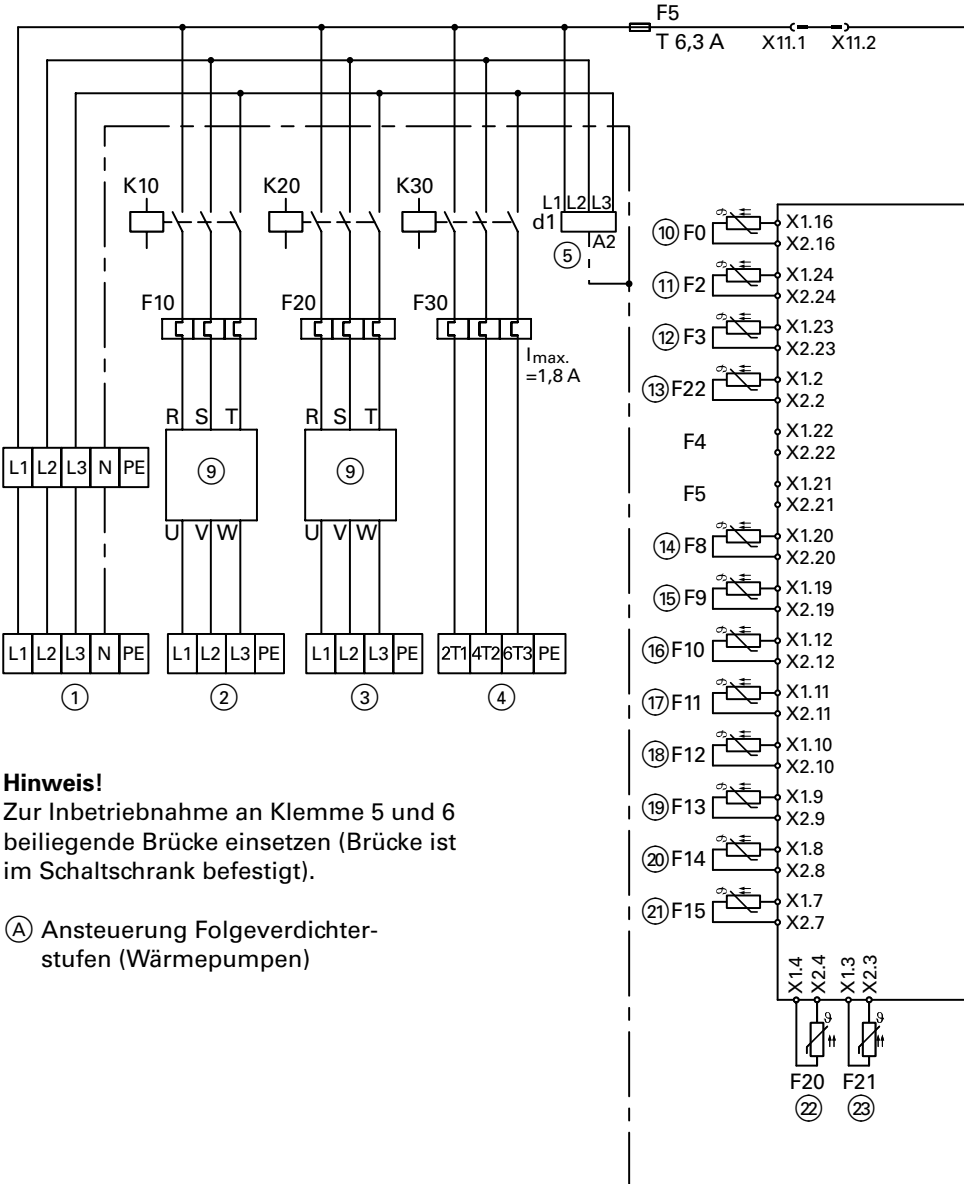 F5
T 6,3 A X11.1 X11.2
K10 K20 K30
L1 L2 L3
d1
A2
⑤
F10 F20 F30
Imax.
=1,8 A
R S T R S T
L1 L2 L3 N PE ⑨ ⑨
U V W U V W
L1 L2 L3 N PE L1 L2 L3 PE L1 L2 L3 PE 2T1 4T2 6T3 PE
① ② ③ ④
Hinweis!
Zur Inbetriebnahme an Klemme 5 und 6
beiliegende Brücke einsetzen (Brücke ist
im Schaltschrank befestigt).
Ⓐ Ansteuerung Folgeverdichter-
stufen (Wärmepumpen)
⑩ F0 ϑ X1.16
X2.16
⑪ F2 ϑ X1.24
X2.24
⑫ F3 ϑ X1.23
X2.23
⑬ F22 ϑ X1.2
X2.2
F4 X1.22
X2.22
F5 X1.21
X2.21
⑭ F8 ϑ X1.20
X2.20
⑮ F9 ϑ X1.19
X2.19
⑯ F10 ϑ X1.12
X2.12
⑰ F11 ϑ X1.11
X2.11
⑱ F12 ϑ X1.10
X2.10
⑲ F13 ϑ X1.9
X2.9
⑳ F14 ϑ X1.8
X2.8
㉑ F15 ϑ X1.7
X2.7
X1.4 X2.4 X1.3 X2.3
ϑ ϑ
F20 F21
㉒ ㉓